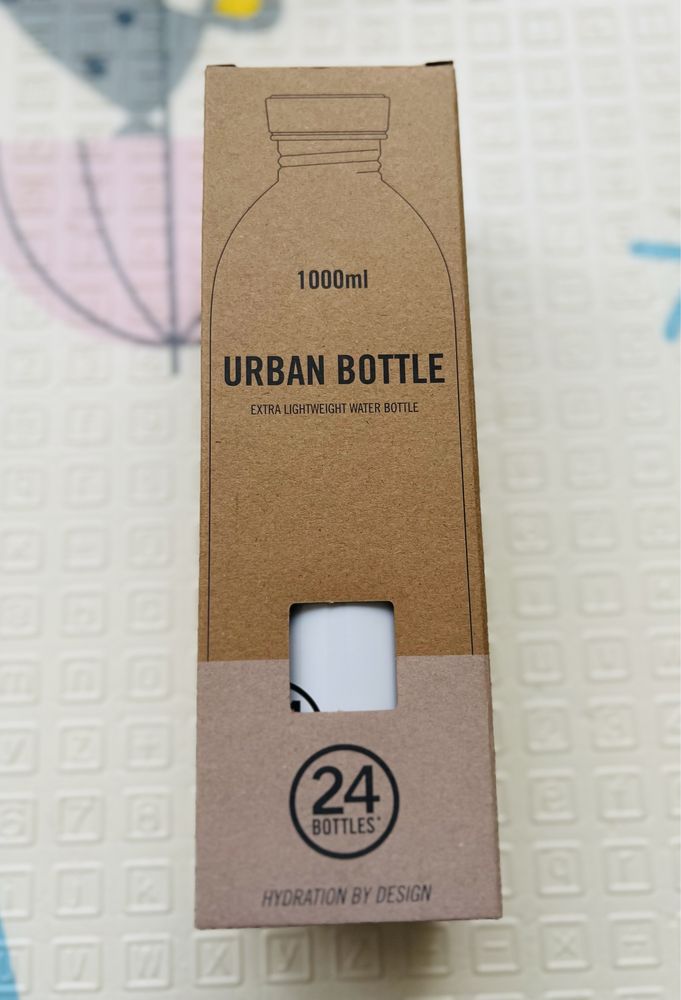 1000ml
URBAN BOTTLE
EXTRA LIGHTWEIGHT WATER BOTTLE
24
BOTTLES
HYDRATION BY DESIGN